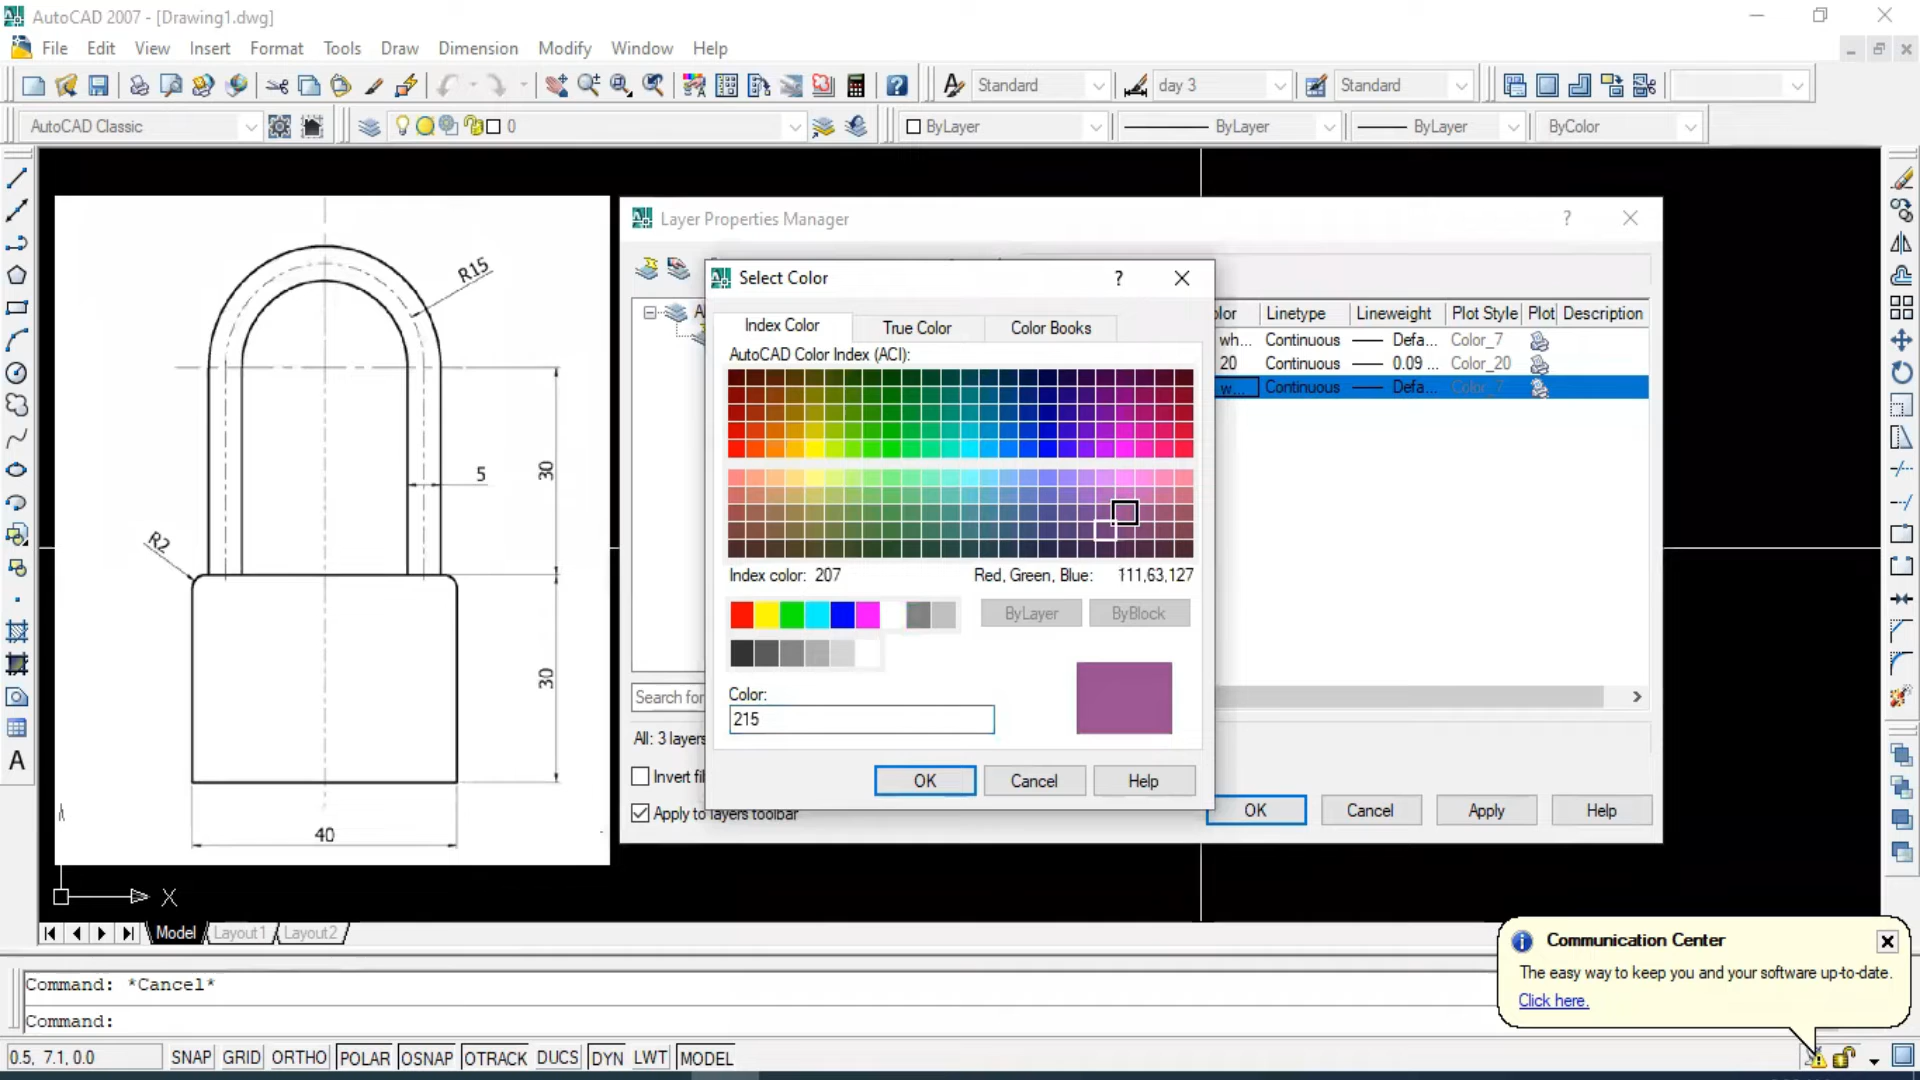 AutoCAD 2007 - [Drawing1.dwg]
File Edit View Insert Format Tools Draw Dimension Modify Window Help
Standard day 3 Standard
AutoCAD Classic 0 ByLayer ByLayer ByLayer ByColor
R15
5
30
R2
30
40
X
Layer Properties Manager
?
Linetype Lineweight Plot Style Plot Description
wh... Continuous Defa... Color_7
20 Continuous 0.09 ... Color_20
w... Continuous Defa... Color_7
Search for
All: 3 layers
Invert fil
Apply to layers toolbar
OK Cancel Apply Help
Select Color
?
Index Color True Color Color Books
AutoCAD Color Index (ACI):
Index color: 207 Red, Green, Blue: 111,63,127
ByLayer ByBlock
Color:
215
OK Cancel Help
Model Layout1 Layout2
Command: *Cancel*
Command:
Communication Center
The easy way to keep you and your software up-to-date.
Click here.
0.5, 7.1, 0.0 SNAP GRID ORTHO POLAR OSNAP OTRACK DUCS DYN LWT MODEL